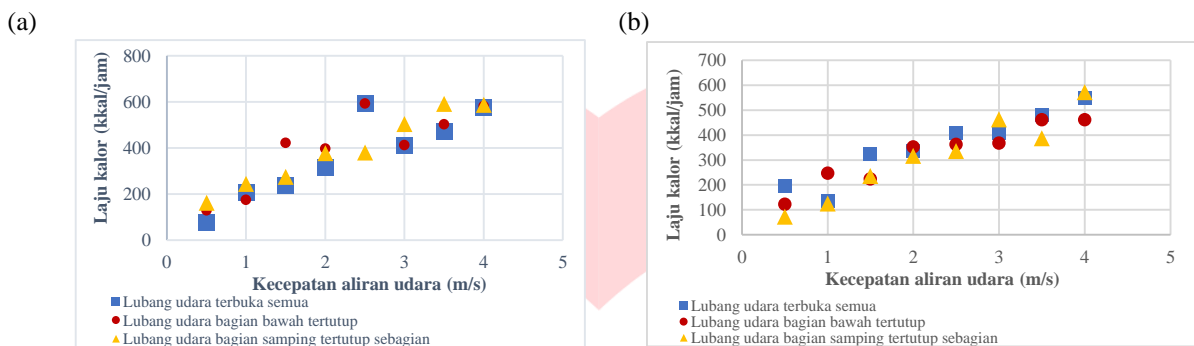 (a)
Laju kalor (kkal/jam)
800
600
400
200
0
0 1 2 3 4 5
Kecepatan aliran udara (m/s)
Lubang udara terbuka semua
Lubang udara bagian bawah tertutup
Lubang udara bagian samping tertutup sebagian
(b)
Laju kalor (kkal/jam)
700
600
500
400
300
200
100
0
0 1 2 3 4 5
Kecepatan aliran udara (m/s)
Lubang udara terbuka semua
Lubang udara bagian bawah tertutup
Lubang udara bagian samping tertutup sebagian